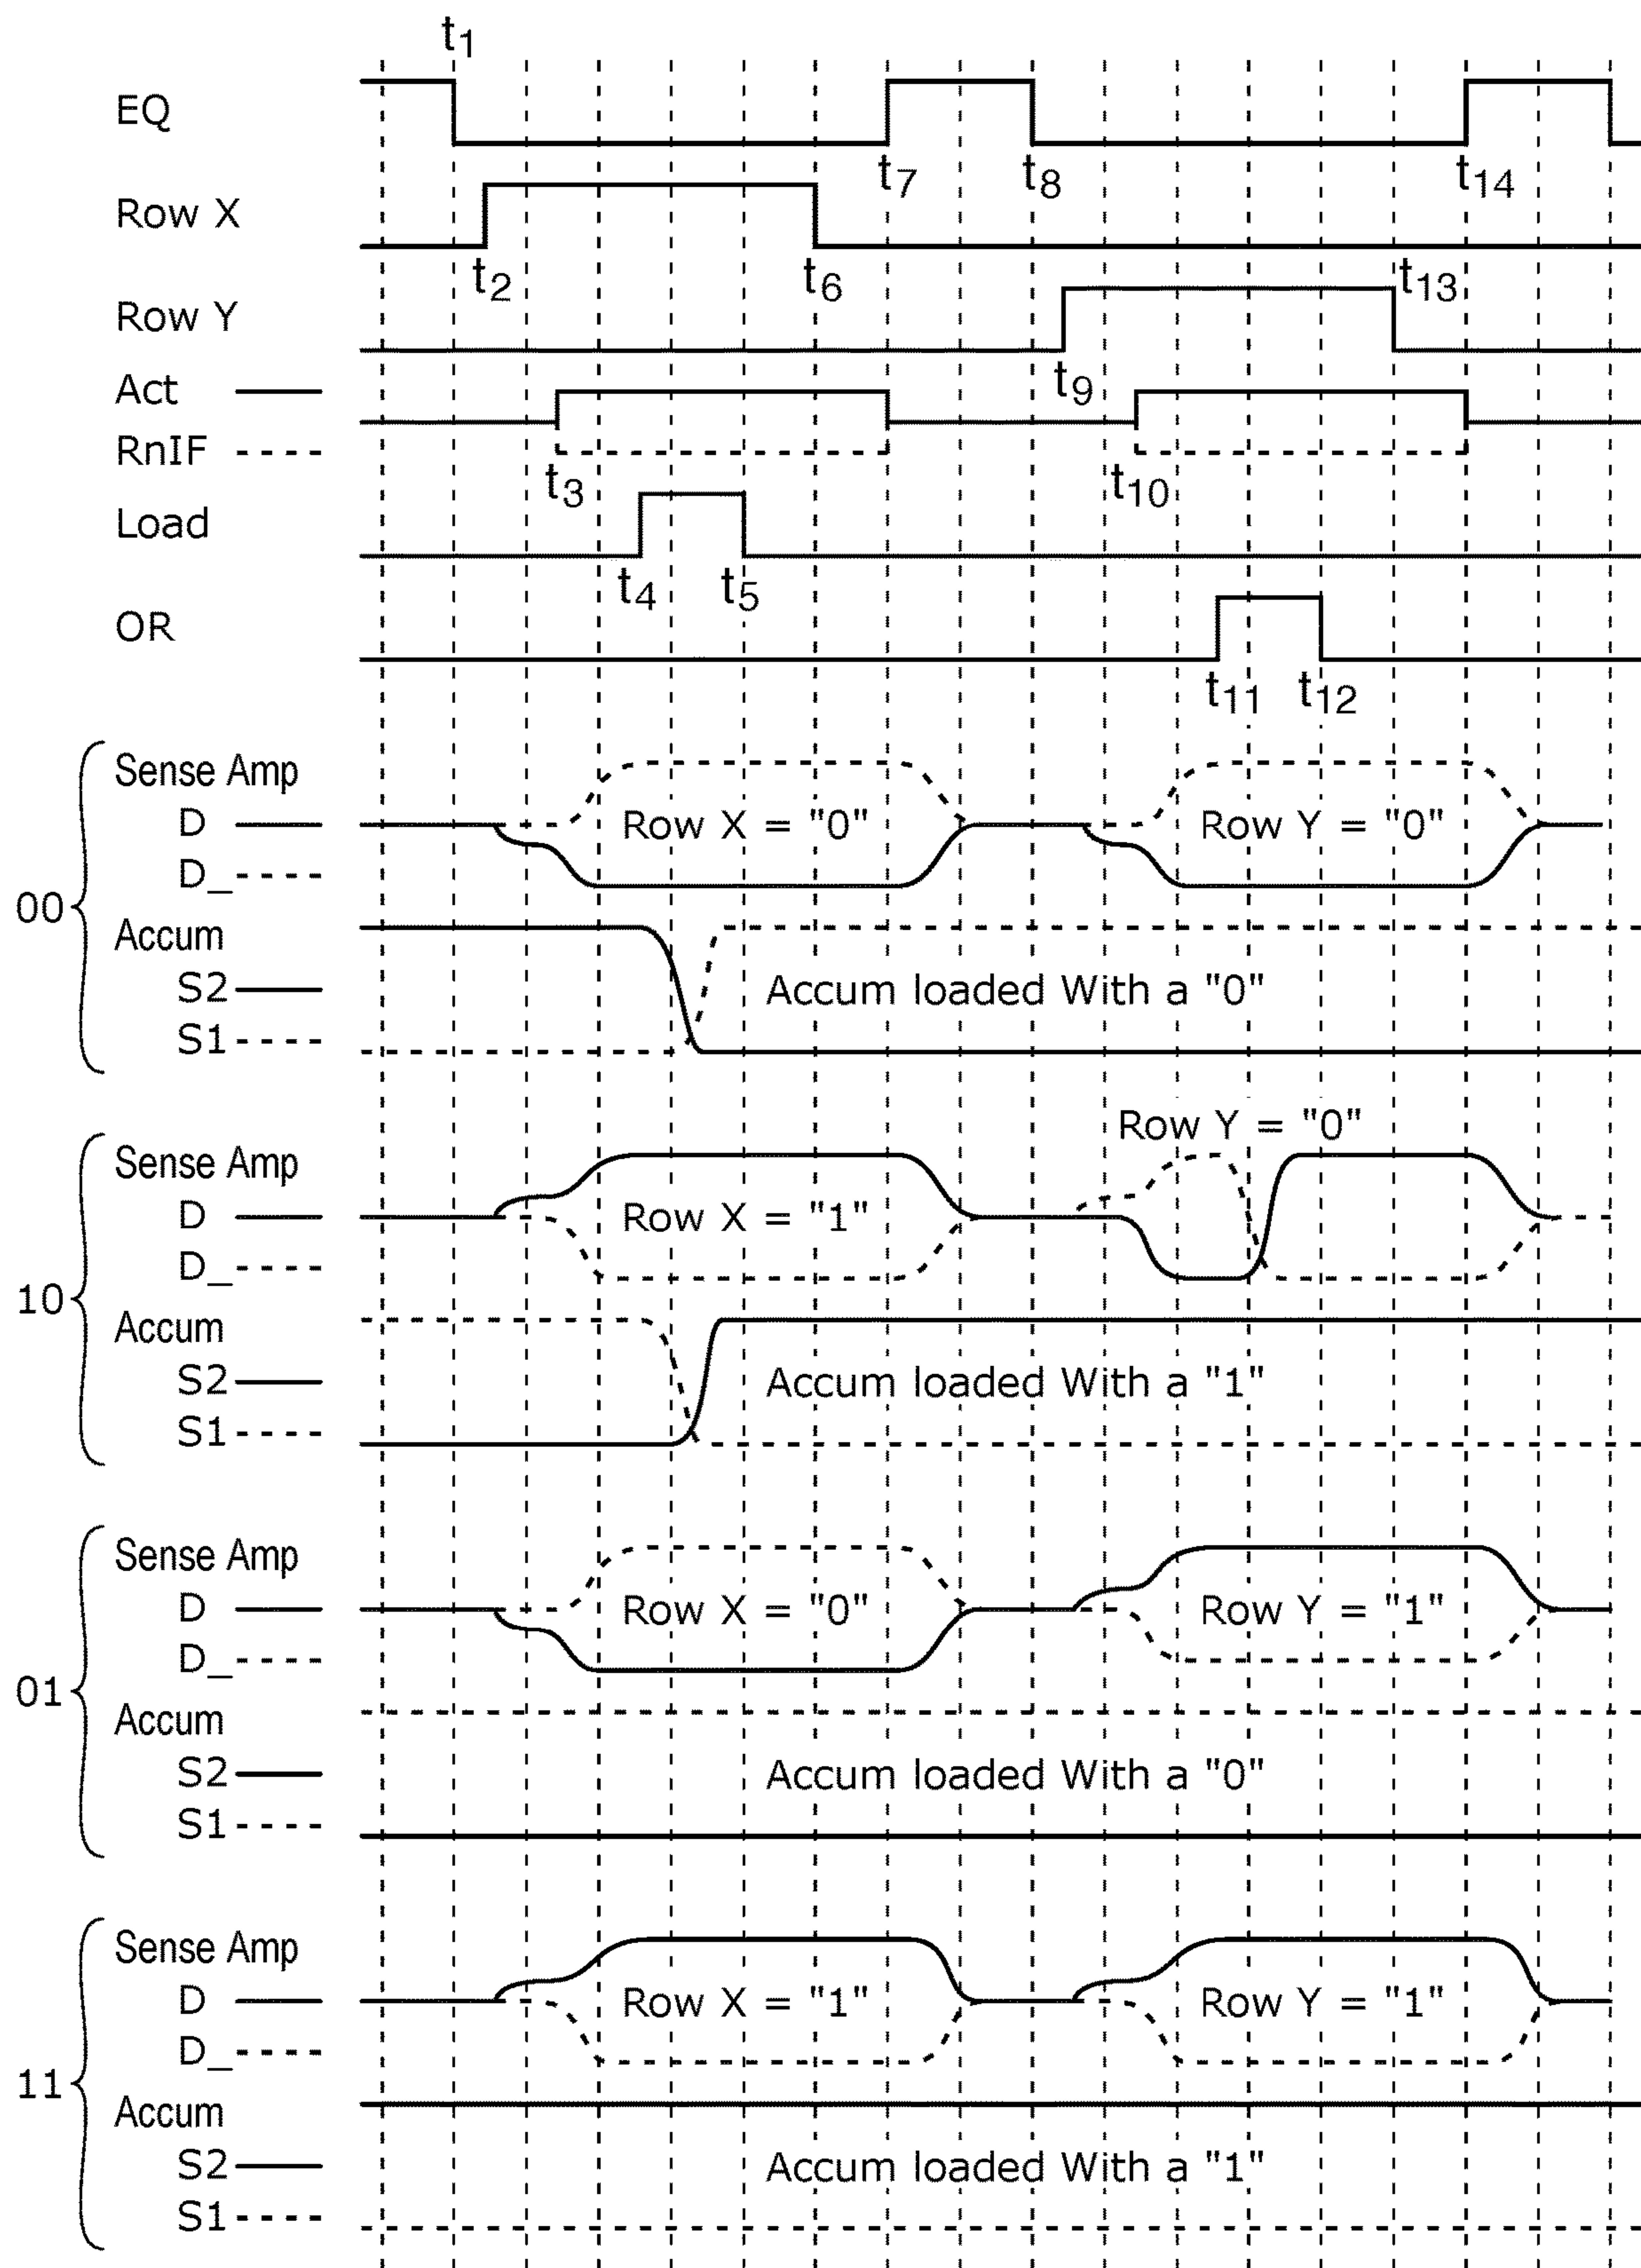 t1
EQ
t7 t8 t14
Row X
t2 t6 t13
Row Y
t9
Act
RnIF
t3 t10
Load
t4 t5
OR
t11 t12
Sense Amp
D Row X = "0" Row Y = "0"
D_
00
Accum
S2 Accum loaded With a "0"
S1
Row Y = "0"
Sense Amp
D Row X = "1"
D_
10
Accum
S2 Accum loaded With a "1"
S1
Sense Amp
D Row X = "0" Row Y = "1"
D_
01
Accum
S2 Accum loaded With a "0"
S1
Sense Amp
D Row X = "1" Row Y = "1"
D_
11
Accum
S2 Accum loaded With a "1"
S1